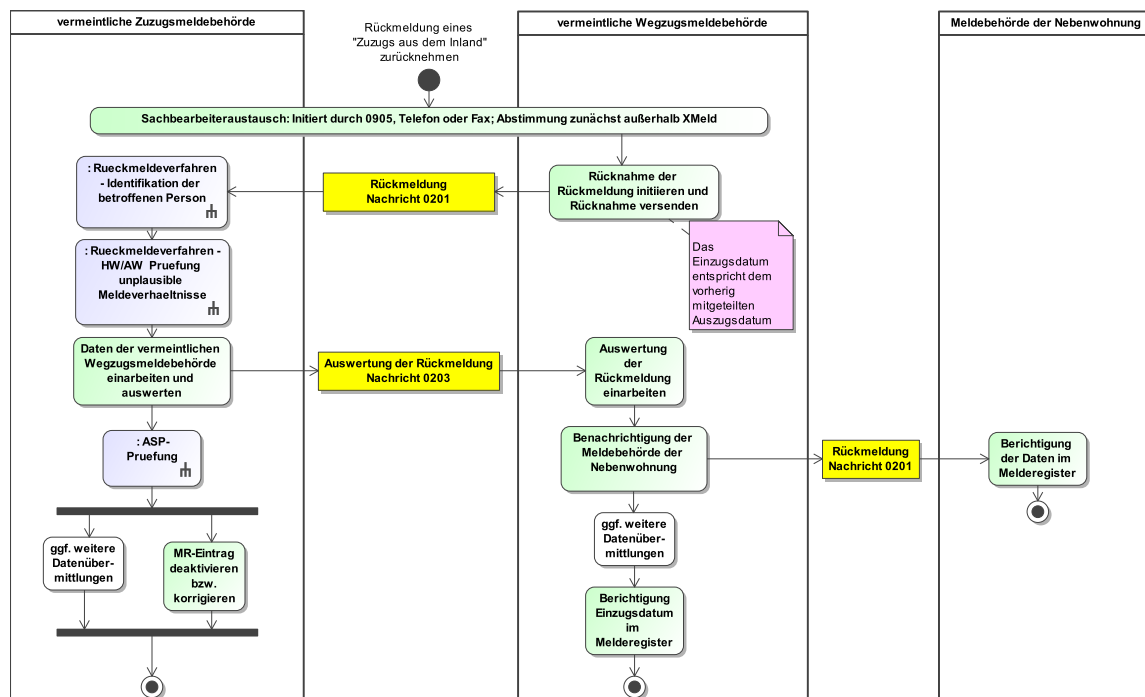 vermeintliche Zuzugsmeldebehörde
vermeintliche Wegzugsmeldebehörde
Meldebehörde der Nebenwohnung
Rückmeldung eines
"Zuzugs aus dem Inland"
zurücknehmen
Sachbearbeiteraustausch: Initiert durch 0905, Telefon oder Fax; Abstimmung zunächst außerhalb XMeld
: Rueckmeldeverfahren
- Identifikation der
betroffenen Person
Rückmeldung
Nachricht 0201
Rücknahme der
Rückmeldung initiieren und
Rücknahme versenden
: Rueckmeldeverfahren -
HW/AW Pruefung
unplausible
Meldeverhaeltnisse
Das
Einzugsdatum
entspricht dem
vorherig
mitgeteilten
Auszugsdatum
Daten der vermeintlichen
Wegzugsmeldebehörde
einarbeiten und
auswerten
Auswertung der Rückmeldung
Nachricht 0203
Auswertung
der
Rückmeldung
einarbeiten
: ASP-
Pruefung
Benachrichtigung der
Meldebehörde der
Nebenwohnung
Rückmeldung
Nachricht 0201
Berichtigung
der Daten im
Melderegister
ggf. weitere
Datenüber-
mittlungen
MR-Eintrag
deaktivieren
bzw.
korrigieren
ggf. weitere
Datenüber-
mittlungen
Berichtigung
Einzugsdatum
im
Melderegister